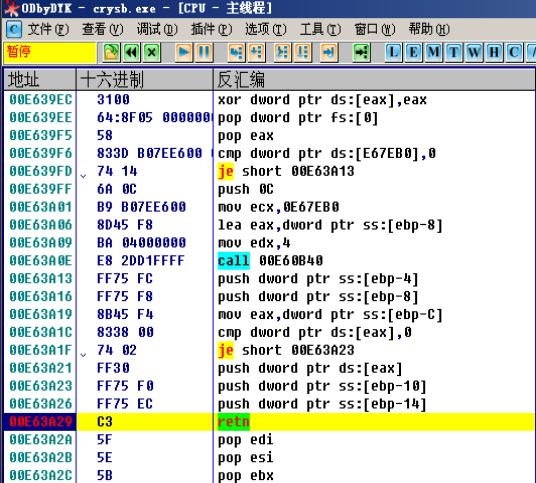 ODbyDYK - crysb.exe - [CPU - 主线程]
C 文件(F) 查看(V) 调试(D) 插件(P) 选项(T) 工具(T) 窗口(W) 帮助(H)
暂停 L E M T W H C /
地址 十六进制 反汇编
00E639EC 3100 xor dword ptr ds:[eax],eax
00E639EE 64:8F05 0000000 pop dword ptr fs:[0]
00E639F5 58 pop eax
00E639F6 833D B07EE600 cmp dword ptr ds:[E67EB0],0
00E639FD 74 14 je short 00E63A13
00E639FF 6A 0C push 0C
00E63A01 B9 B07EE600 mov ecx,0E67EB0
00E63A06 8D45 F8 lea eax,dword ptr ss:[ebp-8]
00E63A09 BA 04000000 mov edx,4
00E63A0E E8 2DD1FFFF call 00E60B40
00E63A13 FF75 FC push dword ptr ss:[ebp-4]
00E63A16 FF75 F8 push dword ptr ss:[ebp-8]
00E63A19 8B45 F4 mov eax,dword ptr ss:[ebp-C]
00E63A1C 8338 00 cmp dword ptr ds:[eax],0
00E63A1F 74 02 je short 00E63A23
00E63A21 FF30 push dword ptr ds:[eax]
00E63A23 FF75 F0 push dword ptr ss:[ebp-10]
00E63A26 FF75 EC push dword ptr ss:[ebp-14]
00E63A29 C3 retn
00E63A2A 5F pop edi
00E63A2B 5E pop esi
00E63A2C 5B pop ebx